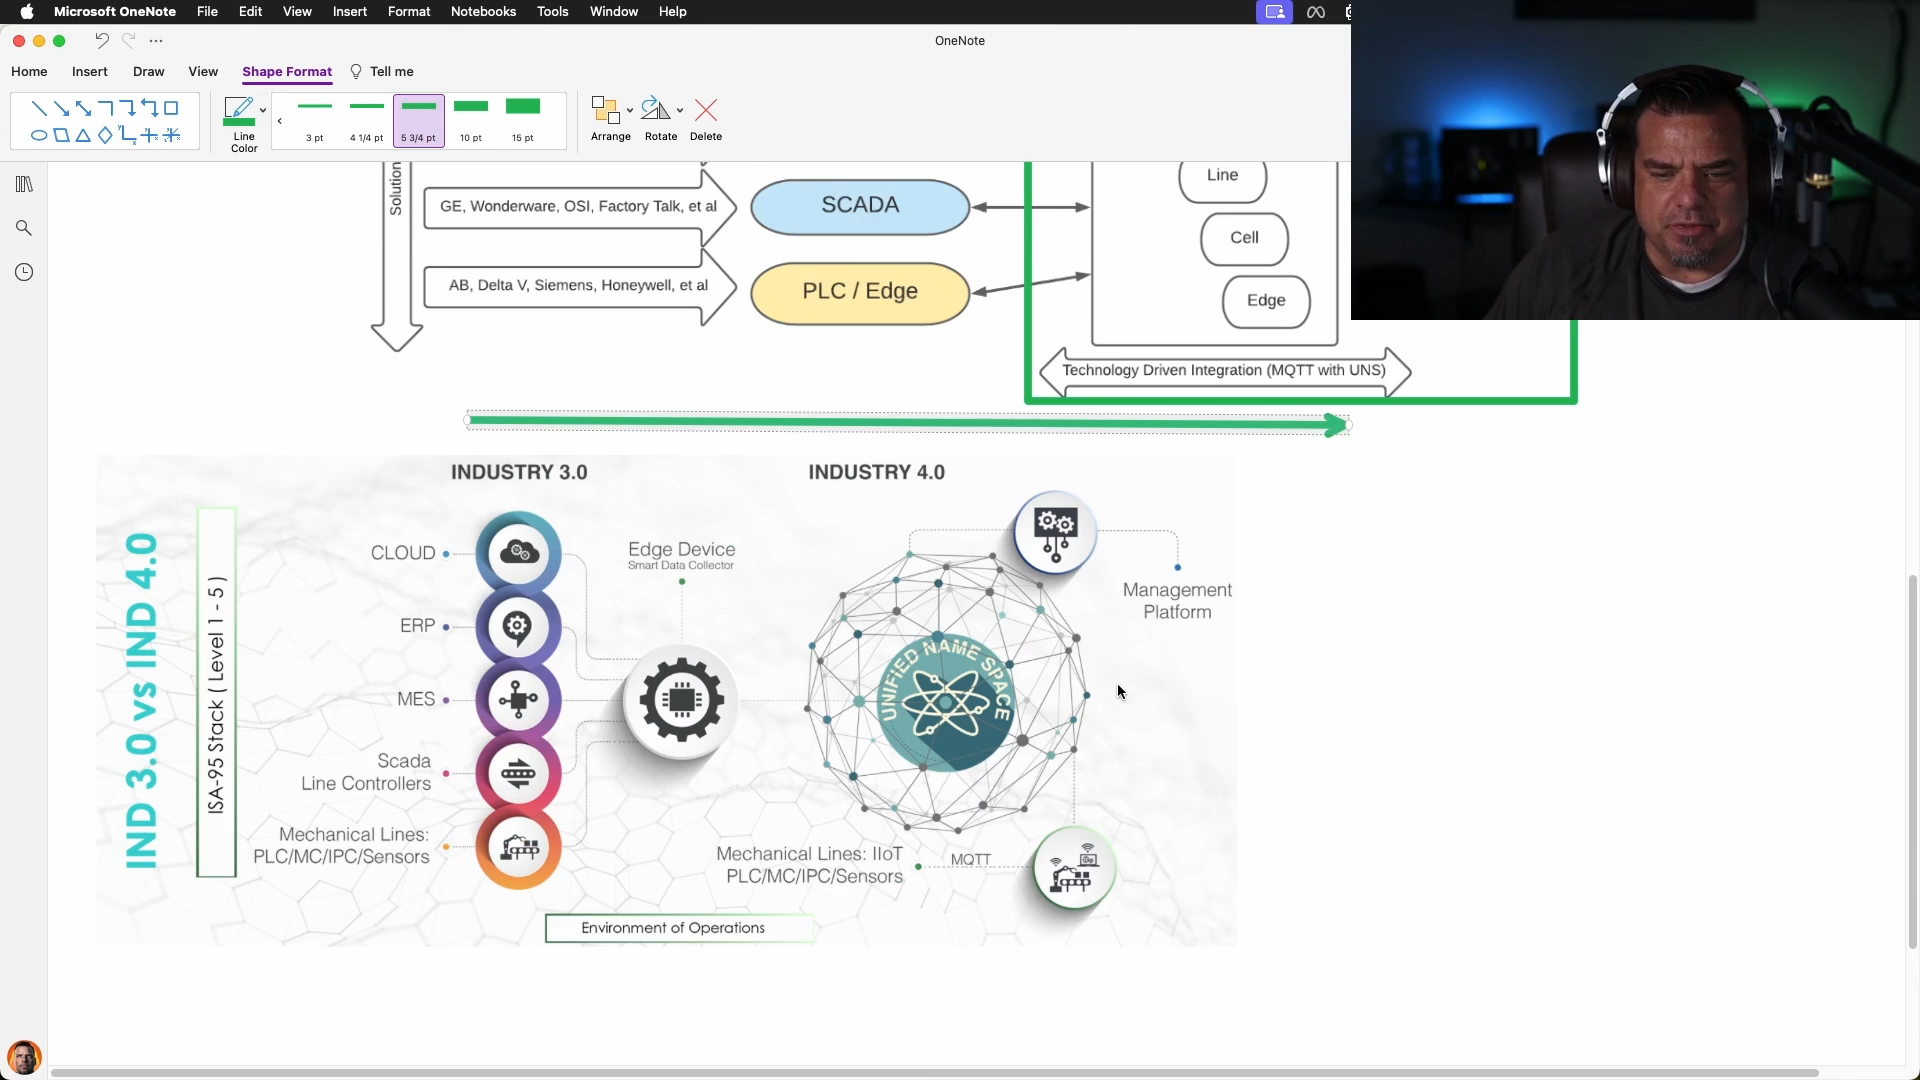 Microsoft OneNote File Edit View Insert Format Notebooks Tools Window Help
OneNote
Home Insert Draw View Shape Format Tell me
Line Color
3 pt 4 1/4 pt 5 3/4 pt 10 pt 15 pt
Arrange Rotate Delete
Solution
GE, Wonderware, OSI, Factory Talk, et al
SCADA
AB, Delta V, Siemens, Honeywell, et al
PLC / Edge
Line
Cell
Edge
Technology Driven Integration (MQTT with UNS)
IND 3.0 vs IND 4.0
ISA-95 Stack ( Level 1 - 5 )
INDUSTRY 3.0
CLOUD
ERP
MES
Scada
Line Controllers
Mechanical Lines:
PLC/MC/IPC/Sensors
Edge Device
Smart Data Collector
INDUSTRY 4.0
UNIFIED NAME SPACE
Management
Platform
Mechanical Lines: IIoT
PLC/MC/IPC/Sensors
MQTT
Environment of Operations